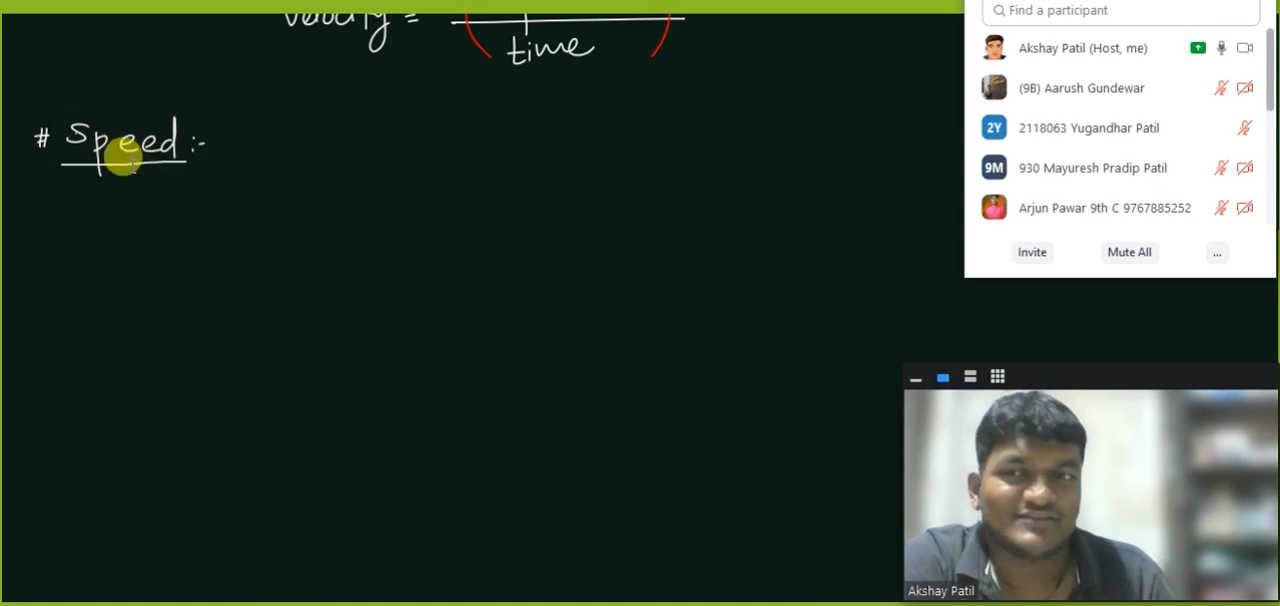 velocity =
time
# Speed :-
Find a participant
Akshay Patil (Host, me)
(9B) Aarush Gundewar
2Y 2118063 Yugandhar Patil
9M 930 Mayuresh Pradip Patil
Arjun Pawar 9th C 9767885252
Invite Mute All ...
Akshay Patil